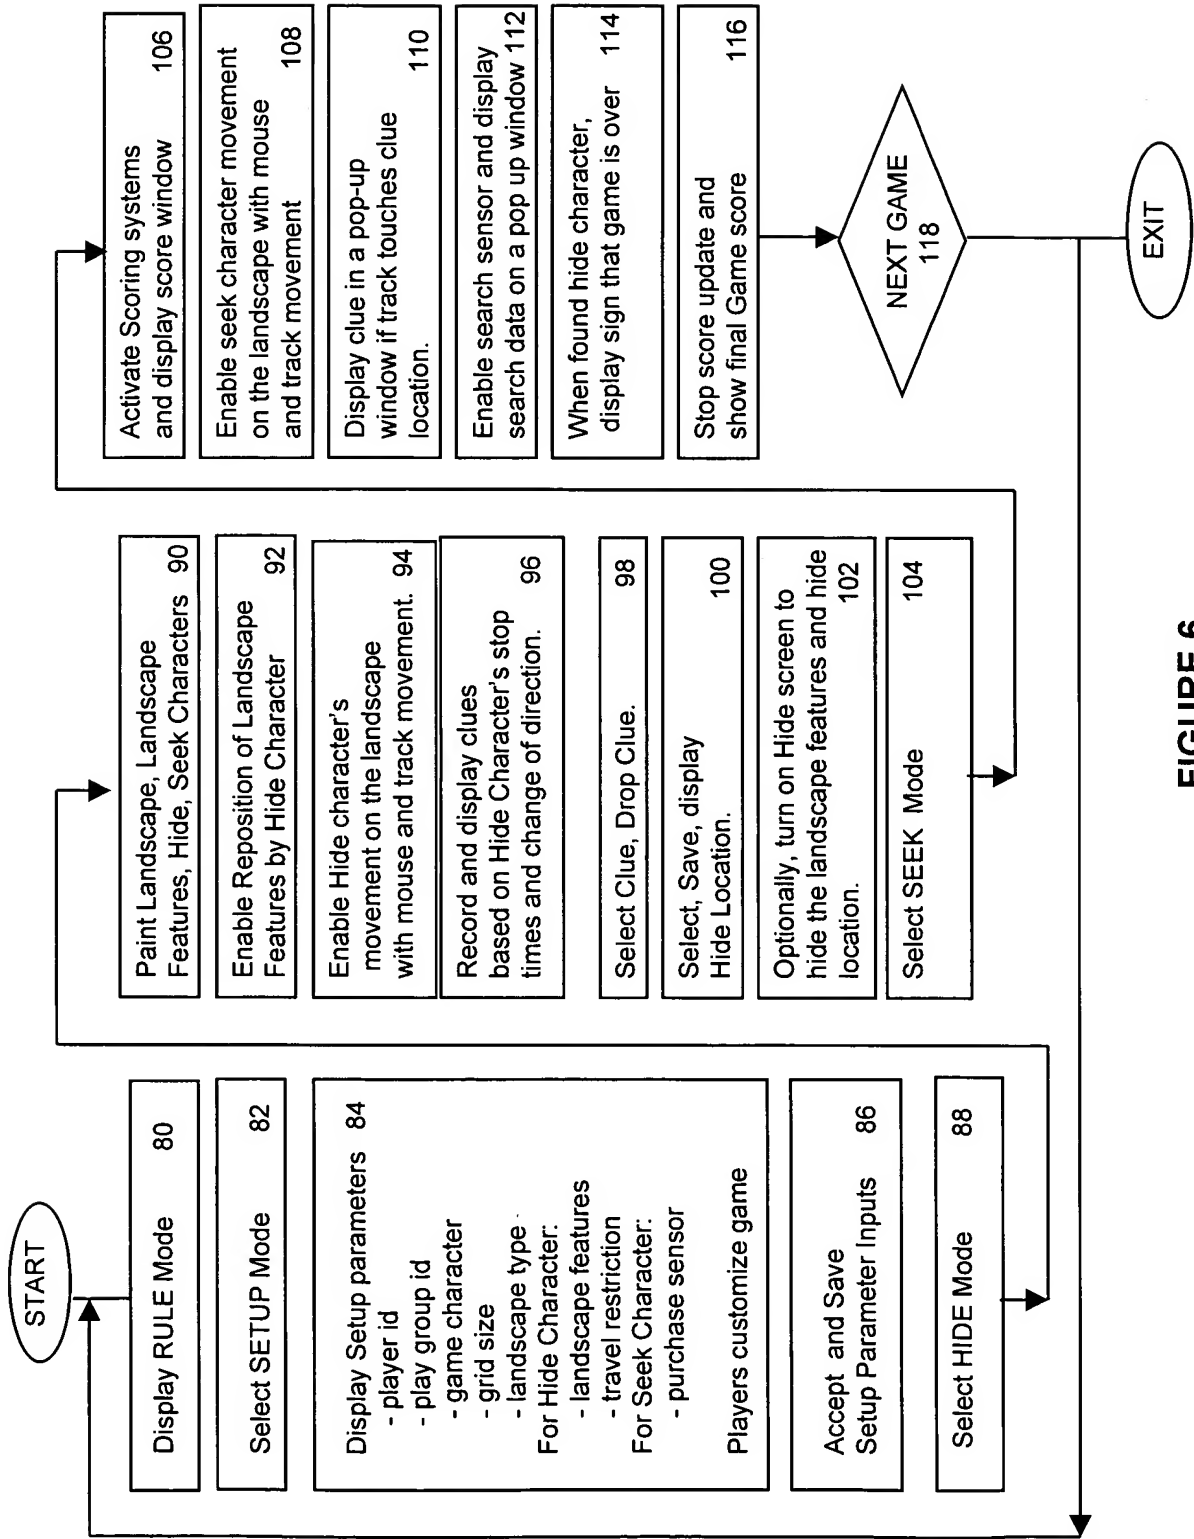 START
Display RULE Mode 80
Select SETUP Mode 82
Display Setup parameters 84
- player id
- play group id
- game character
- grid size
- landscape type
For Hide Character:
- landscape features
- travel restriction
For Seek Character:
- purchase sensor
Players customize game
Accept and Save
Setup Parameter Inputs 86
Select HIDE Mode 88
Paint Landscape, Landscape
Features, Hide, Seek Characters 90
Enable Reposition of Landscape
Features by Hide Character 92
Enable Hide character's
movement on the landscape
with mouse and track movement. 94
Record and display clues
based on Hide Character's stop
times and change of direction. 96
Select Clue, Drop Clue. 98
Select, Save, display
Hide Location. 100
Optionally, turn on Hide screen to
hide the landscape features and hide
location. 102
Select SEEK Mode 104
Activate Scoring systems
and display score window 106
Enable seek character movement
on the landscape with mouse
and track movement 108
Display clue in a pop-up
window if track touches clue
location. 110
Enable search sensor and display
search data on a pop up window 112
When found hide character,
display sign that game is over 114
Stop score update and
show final Game score 116
NEXT GAME
118
EXIT
FIGURE 6